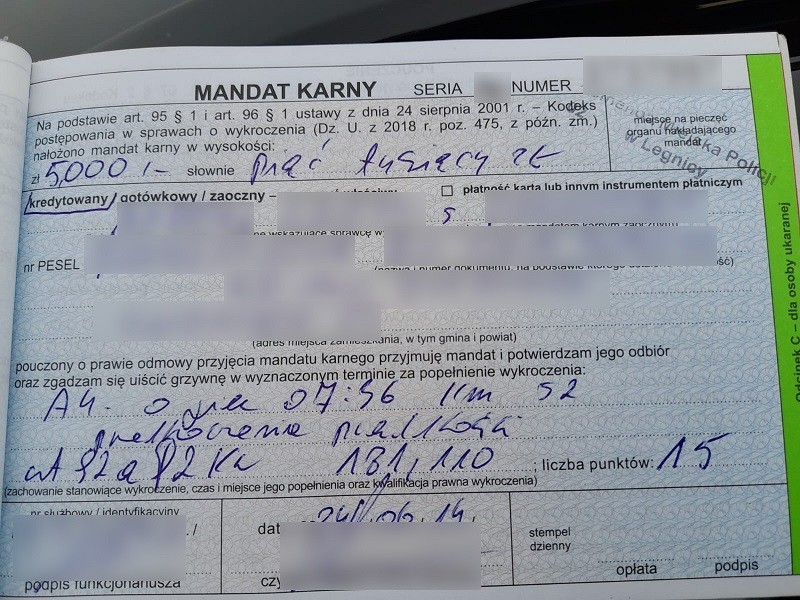 MANDAT KARNY SERIA NUMER
Na podstawie art. 95 § 1 i art. 96 § 1 ustawy z dnia 24 sierpnia 2001 r. – Kodeks
postępowania w sprawach o wykroczenia (Dz. U. z 2018 r. poz. 475, z późn. zm.)
nałożono mandat karny w wysokości:
miejsce na pieczęć
organu nakładającego
mandat
Policji
w Legnicy
zł 5,000 ,- słownie pięć tysięcy zł
kredytowany / gotówkowy / zaoczny –
płatność kartą lub innym instrumentem płatniczym
nr PESEL
(adres miejsca zamieszkania, w tym gmina i powiat)
pouczony o prawie odmowy przyjęcia mandatu karnego przyjmuję mandat i potwierdzam jego odbiór
oraz zgadzam się uiścić grzywnę w wyznaczonym terminie za popełnienie wykroczenia:
A4. o godz 07:36 km 52
przekroczenie prędkości
art 92a §2 KW 181,110 ; liczba punktów: 15
(zachowanie stanowiące wykroczenie, czas i miejsce jego popełnienia oraz kwalifikacja prawna wykroczenia)
nr służbowy / identyfikacyjny
podpis funkcjonariusza
24.06.14.
stempel
dzienny
opłata podpis
Odcinek C – dla osoby ukaranej